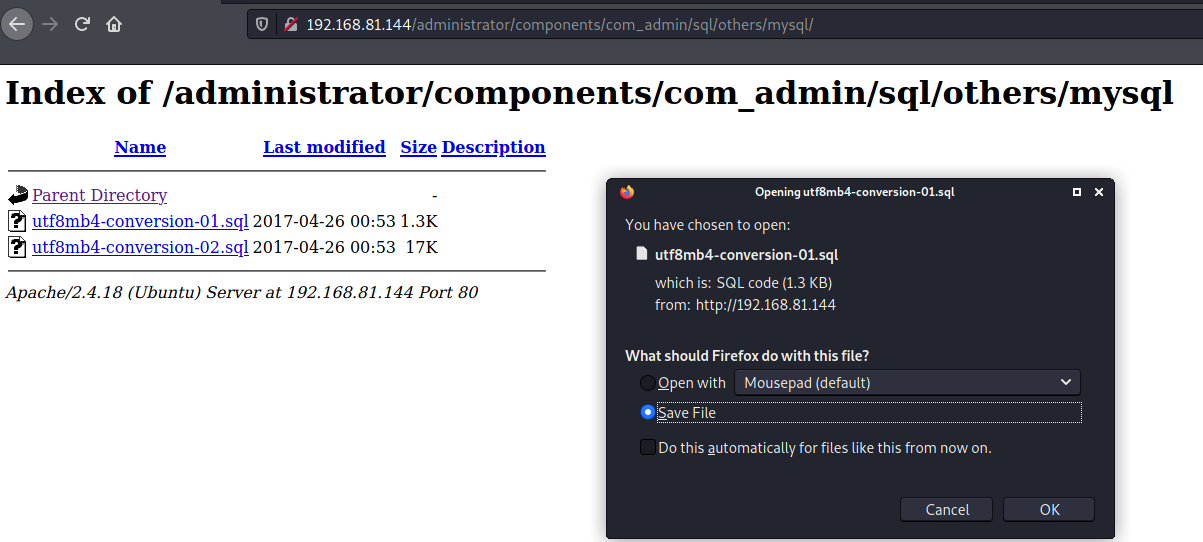 192.168.81.144/administrator/components/com_admin/sql/others/mysql/
Index of /administrator/components/com_admin/sql/others/mysql
Name Last modified Size Description
Parent Directory -
utf8mb4-conversion-01.sql 2017-04-26 00:53 1.3K
utf8mb4-conversion-02.sql 2017-04-26 00:53 17K
Apache/2.4.18 (Ubuntu) Server at 192.168.81.144 Port 80
Opening utf8mb4-conversion-01.sql
You have chosen to open:
utf8mb4-conversion-01.sql
which is: SQL code (1.3 KB)
from: http://192.168.81.144
What should Firefox do with this file?
Open with Mousepad (default)
Save File
Do this automatically for files like this from now on.
Cancel OK